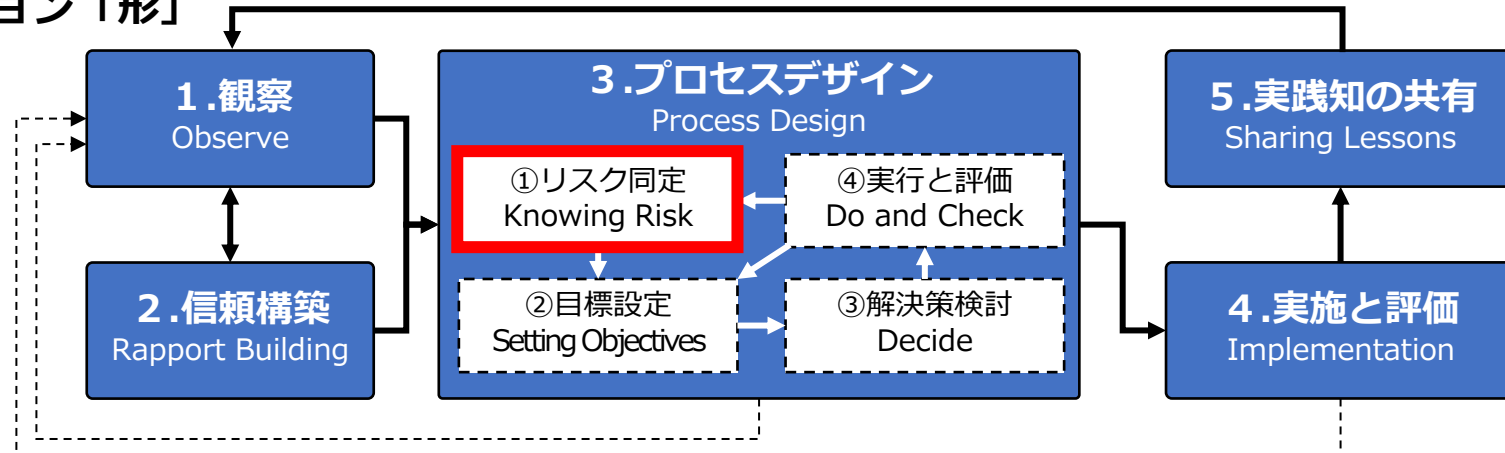 ョン「形」
１.観察
Observe
２.信頼構築
Rapport Building
３.プロセスデザイン
Process Design
①リスク同定
Knowing Risk
④実行と評価
Do and Check
②目標設定
Setting Objectives
③解決策検討
Decide
５.実践知の共有
Sharing Lessons
４.実施と評価
Implementation